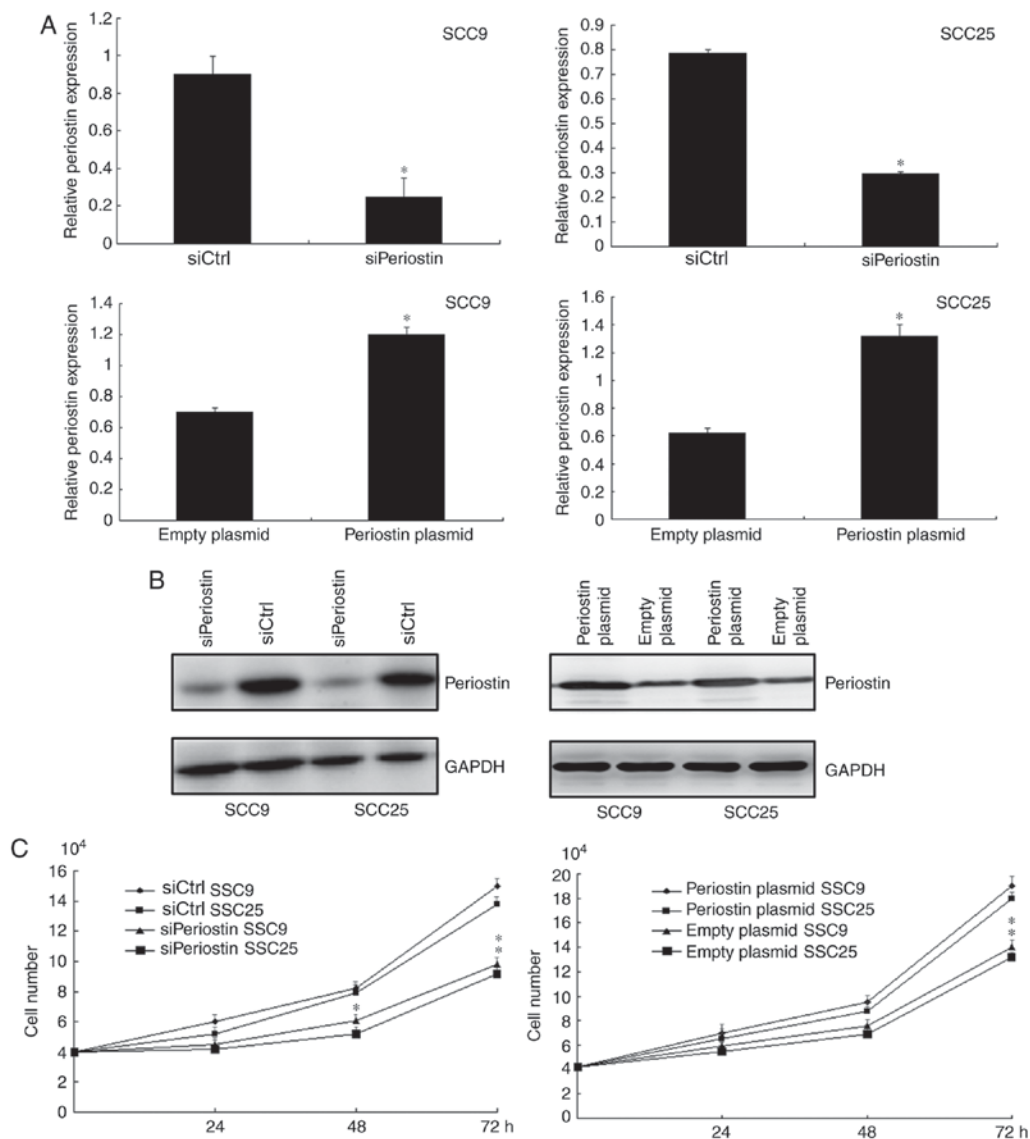 A
Relative periostin expression
1.2
1
0.8
0.6
0.4
0.2
0
SCC9
*
siCtrl
siPeriostin
Relative periostin expression
0.9
0.8
0.7
0.6
0.5
0.4
0.3
0.2
0.1
0
SCC25
*
siCtrl
siPeriostin
Relative periostin expression
1.4
1.2
1
0.8
0.6
0.4
0.2
0
SCC9
*
Empty plasmid
Periostin plasmid
Relative periostin expression
1.6
1.4
1.2
1
0.8
0.6
0.4
0.2
0
SCC25
*
Empty plasmid
Periostin plasmid
B
siPeriostin
siCtrl
siPeriostin
siCtrl
Periostin
GAPDH
SCC9
SCC25
Periostin
plasmid
Empty
plasmid
Periostin
plasmid
Empty
plasmid
Periostin
GAPDH
SCC9
SCC25
C
10⁴
Cell number
16
14
12
10
8
6
4
2
0
siCtrl SSC9
siCtrl SSC25
siPeriostin SSC9
siPeriostin SSC25
*
*
*
24
48
72 h
10⁴
Cell number
20
18
16
14
12
10
8
6
4
2
0
Periostin plasmid SSC9
Periostin plasmid SSC25
Empty plasmid SSC9
Empty plasmid SSC25
*
*
24
48
72 h